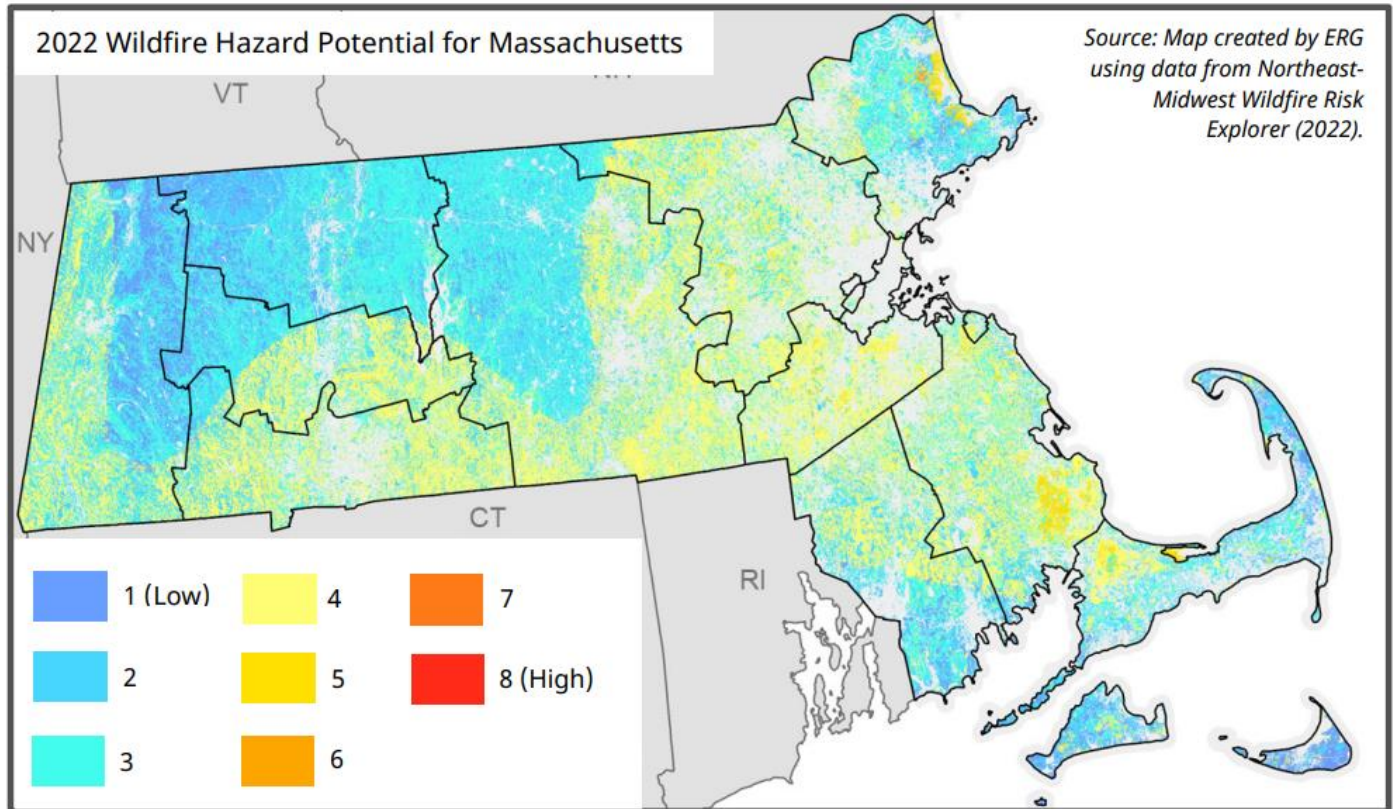 2022 Wildfire Hazard Potential for Massachusetts
Source: Map created by ERG
using data from Northeast-
Midwest Wildfire Risk
Explorer (2022).
VT
NY
CT
RI
1 (Low)
2
3
4
5
6
7
8 (High)